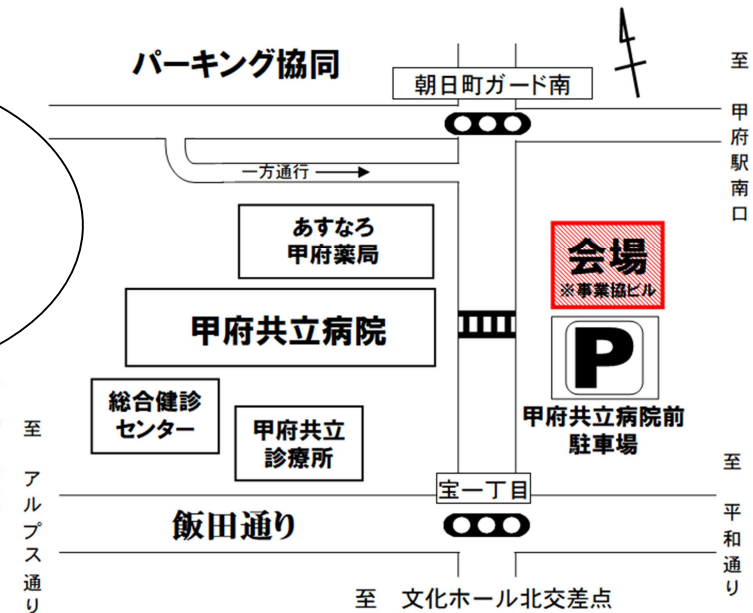 パーキング協同
朝日町ガード南
至 甲府駅南口
一方通行
あすなろ
甲府薬局
会場
※事業協ビル
甲府共立病院
P
甲府共立病院前
駐車場
総合健診
センター
甲府共立
診療所
至 アルプス通り
至 平和通り
宝一丁目
飯田通り
至 文化ホール北交差点